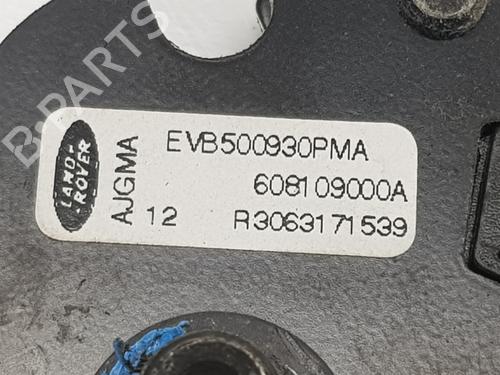 LAND-
ROVER
AJGMA
EVB500930PMA
608109000A
12 R3063171539
B-Parts